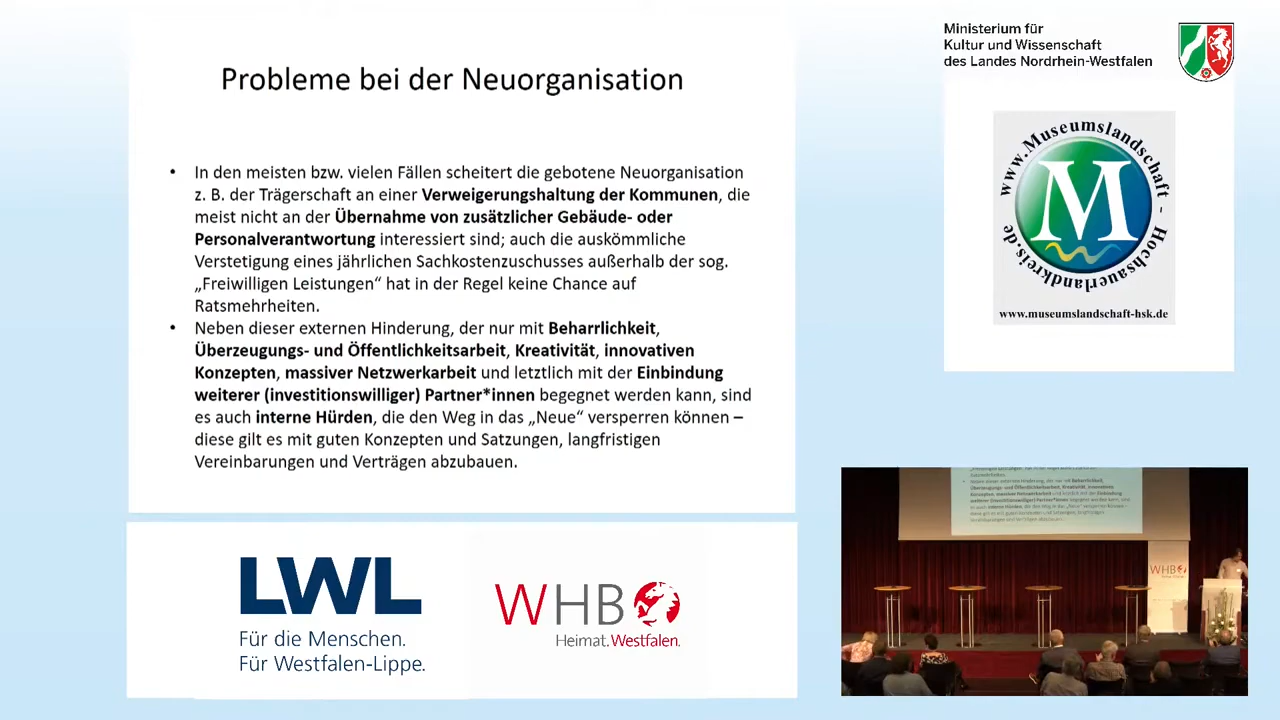 Probleme bei der Neuorganisation
• In den meisten bzw. vielen Fällen scheitert die gebotene Neuorganisation
z. B. der Trägerschaft an einer Verweigerungshaltung der Kommunen, die
meist nicht an der Übernahme von zusätzlicher Gebäude- oder
Personalverantwortung interessiert sind; auch die auskömmliche
Verstetigung eines jährlichen Sachkostenzuschusses außerhalb der sog.
„Freiwilligen Leistungen“ hat in der Regel keine Chance auf
Ratsmehrheiten.
• Neben dieser externen Hinderung, der nur mit Beharrlichkeit,
Überzeugungs- und Öffentlichkeitsarbeit, Kreativität, innovativen
Konzepten, massiver Netzwerkarbeit und letztlich mit der Einbindung
weiterer (investitionswilliger) Partner*innen begegnet werden kann, sind
es auch interne Hürden, die den Weg in das „Neue“ versperren können –
diese gilt es mit guten Konzepten und Satzungen, langfristigen
Vereinbarungen und Verträgen abzubauen.
LWL
Für die Menschen.
Für Westfalen-Lippe.
WHB
Heimat.Westfalen.
Ministerium für
Kultur und Wissenschaft
des Landes Nordrhein-Westfalen
www.Museumslandschaft -
Hochsauerlandkreis.de
M
www.museumslandschaft-hsk.de
WHB